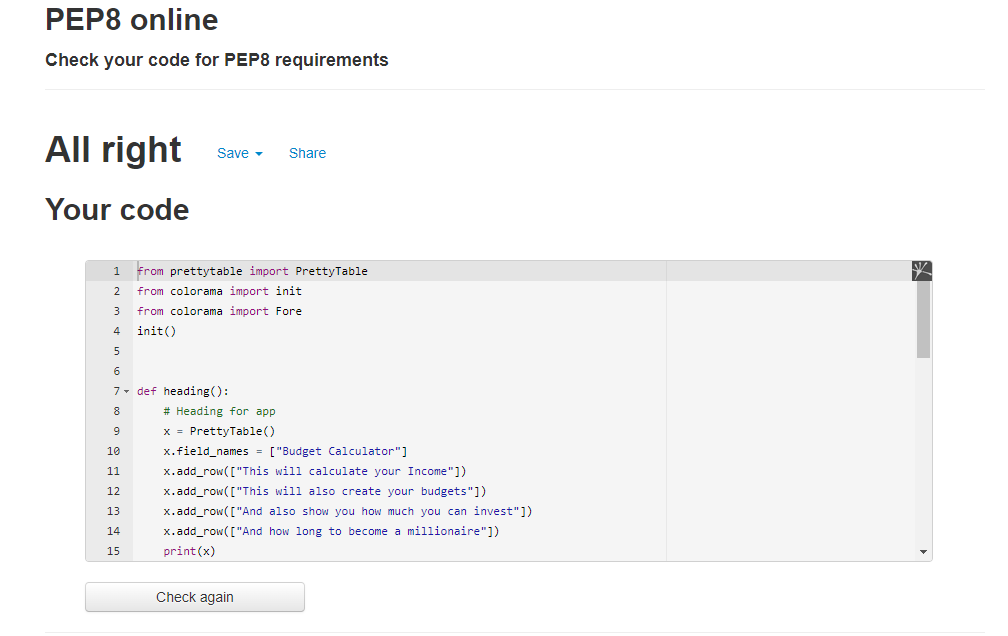 PEP8 online
Check your code for PEP8 requirements
All right Save Share
Your code
1 from prettytable import PrettyTable
2 from colorama import init
3 from colorama import Fore
4 init()
5
6
7 def heading():
8     # Heading for app
9     x = PrettyTable()
10     x.field_names = ["Budget Calculator"]
11     x.add_row(["This will calculate your Income"])
12     x.add_row(["This will also create your budgets"])
13     x.add_row(["And also show you how much you can invest"])
14     x.add_row(["And how long to become a millionaire"])
15     print(x)
Check again